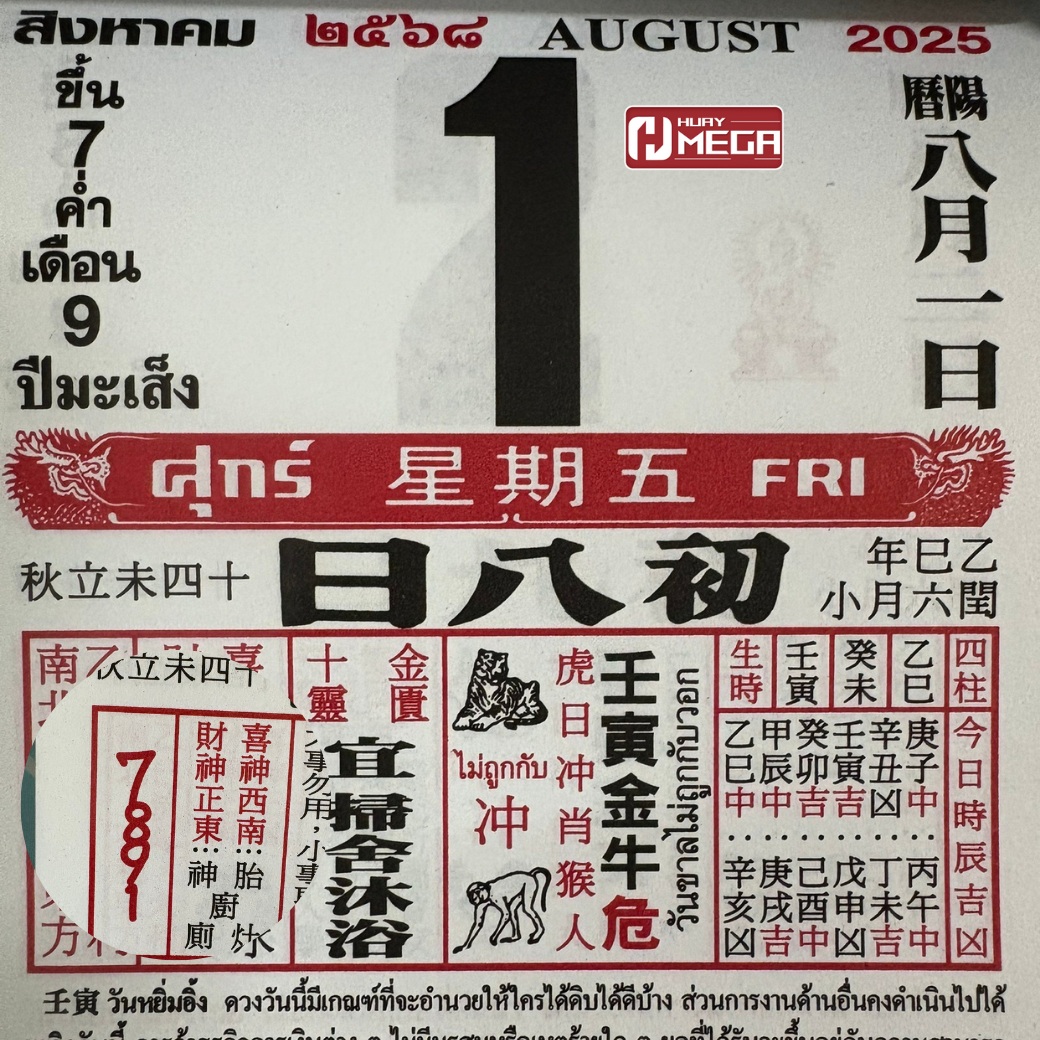 สิงหาคม ๒๕๖๘ AUGUST 2025
ขึ้น
7
ค่ำ
เดือน
9
ปีมะเส็ง
1
HUAY
MEGA
曆陽
八月一日
ศุกร์ 星期五 FRI
秋立未四十
日八初
年巳乙
小月六閏
南乙
喜
方
秋立未四十
76891
喜神西南
財神正東
胎
神
廚
廁
金匱
十靈
事勿用，小事
宜掃舍沐浴
ไม่ถูกกับ
冲
虎日冲肖猴人
壬寅金牛危
วันขาลไม่ถูกกับวอก
生時 壬寅 癸未 乙巳 四柱
乙巳中 甲辰中 癸卯吉 壬寅吉 辛丑凶 庚子中
辛亥凶 庚戌吉 己酉中 戊申凶 丁未吉 丙午中
今日時辰吉凶
壬寅 วันหยิ่มอิ้ง ดวงวันนี้มีเกณฑ์ที่จะอำนวยให้ใครได้ดิบได้ดีบ้าง ส่วนการงานด้านอื่นคงดำเนินไปได้